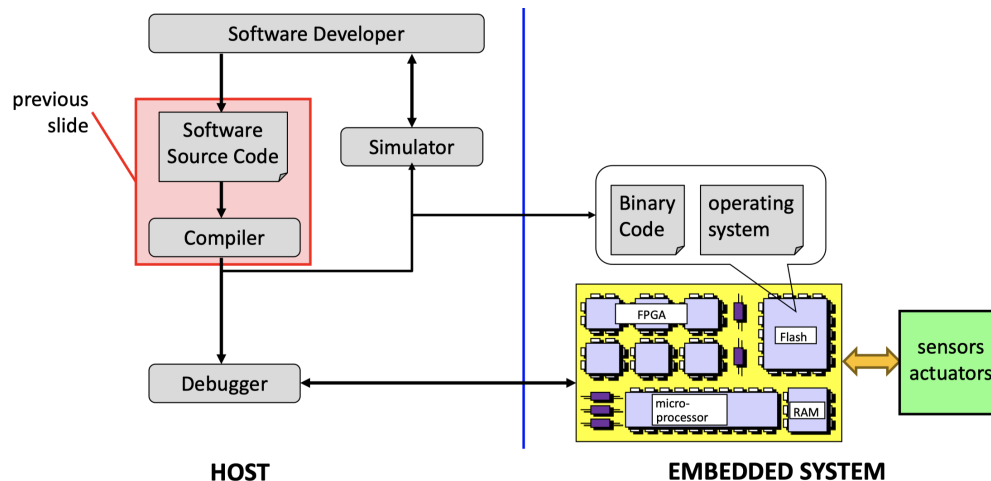 Software Developer
previous
slide
Software
Source Code
Simulator
Compiler
Debugger
HOST
Binary
Code
operating
system
FPGA
Flash
micro-
processor
RAM
sensors
actuators
EMBEDDED SYSTEM